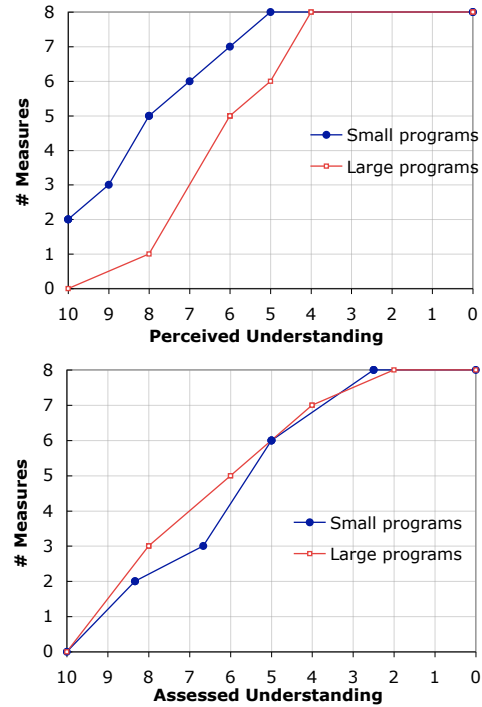 8
7
6
5
4
3
2
1
0
# Measures
Small programs
Large programs
10 9 8 7 6 5 4 3 2 1 0
Perceived Understanding
8
7
6
5
4
3
2
1
0
# Measures
Small programs
Large programs
10 9 8 7 6 5 4 3 2 1 0
Assessed Understanding